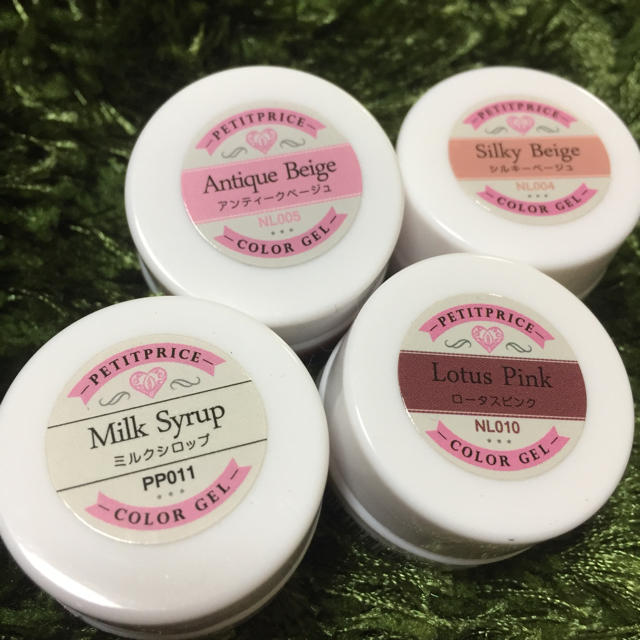 PETITPRICE
Antique Beige
アンティークベージュ
NL005
COLOR GEL
PETITPRICE
Silky Beige
シルキーベージュ
NL004
COLOR GEL
PETITPRICE
Milk Syrup
ミルクシロップ
PP011
COLOR GEL
PETITPRICE
Lotus Pink
ロータスピンク
NL010
COLOR GEL